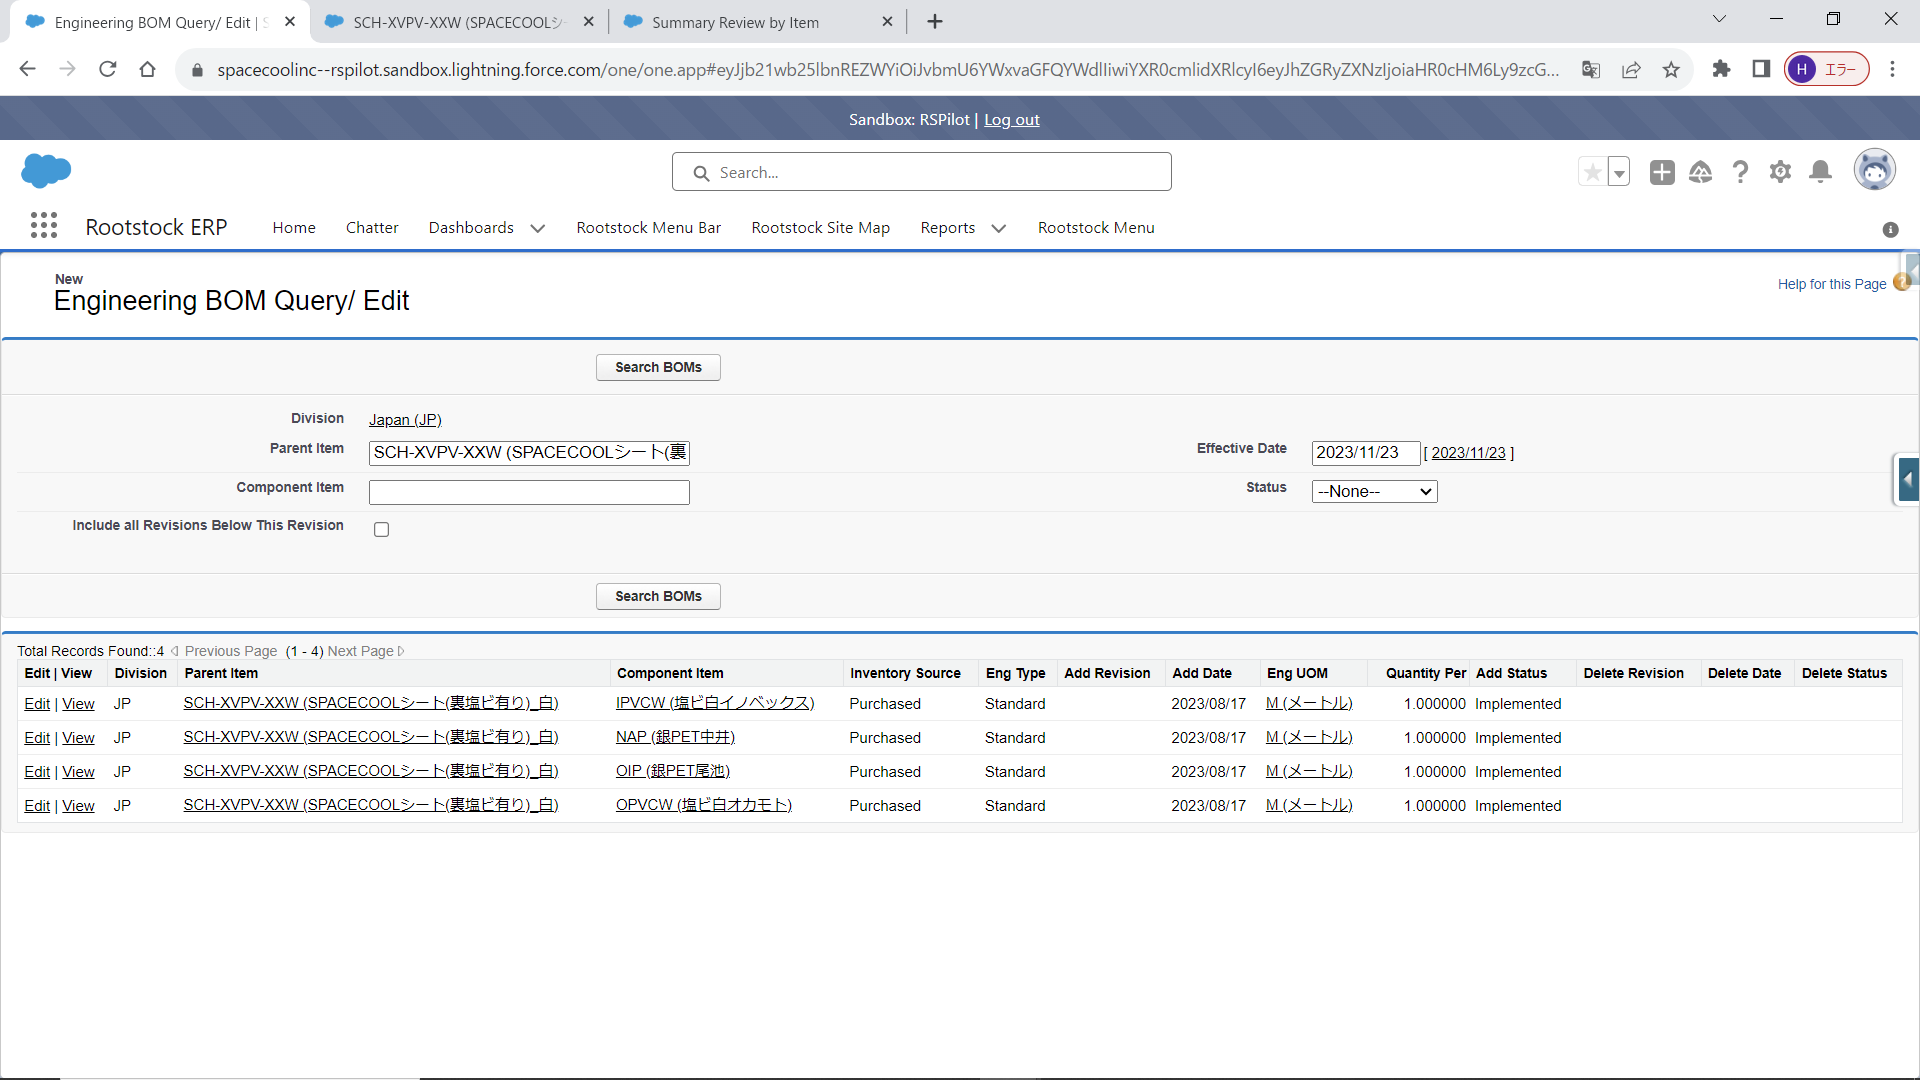 Engineering BOM Query/ Edit | S
SCH-XVPV-XXW (SPACECOOLシ
Summary Review by Item
spacecoolinc--rspilot.sandbox.lightning.force.com/one/one.app#eyJjb21wb25lbnREZWYiOiJvbmU6YWxvaGFQYWdlIiwiYXR0cmlidXRlcyI6eyJhZGRyZXNzIjoiaHR0cHM6Ly9zcG...
H エラー
Sandbox: RSPilot | Log out
Search...
Rootstock ERP Home Chatter Dashboards Rootstock Menu Bar Rootstock Site Map Reports Rootstock Menu
New
Engineering BOM Query/ Edit
Help for this Page
Search BOMs
Division Japan (JP)
Parent Item SCH-XVPV-XXW (SPACECOOLシート(裏 Effective Date 2023/11/23 [ 2023/11/23 ]
Component Item Status --None--
Include all Revisions Below This Revision
Search BOMs
Total Records Found::4 Previous Page (1 - 4) Next Page
Edit | View Division Parent Item Component Item Inventory Source Eng Type Add Revision Add Date Eng UOM Quantity Per Add Status Delete Revision Delete Date Delete Status
Edit | View JP SCH-XVPV-XXW (SPACECOOLシート(裏塩ビ有り)_白) IPVCW (塩ビ白イノベックス) Purchased Standard 2023/08/17 M (メートル) 1.000000 Implemented
Edit | View JP SCH-XVPV-XXW (SPACECOOLシート(裏塩ビ有り)_白) NAP (銀PET中井) Purchased Standard 2023/08/17 M (メートル) 1.000000 Implemented
Edit | View JP SCH-XVPV-XXW (SPACECOOLシート(裏塩ビ有り)_白) OIP (銀PET尾池) Purchased Standard 2023/08/17 M (メートル) 1.000000 Implemented
Edit | View JP SCH-XVPV-XXW (SPACECOOLシート(裏塩ビ有り)_白) OPVCW (塩ビ白オカモト) Purchased Standard 2023/08/17 M (メートル) 1.000000 Implemented